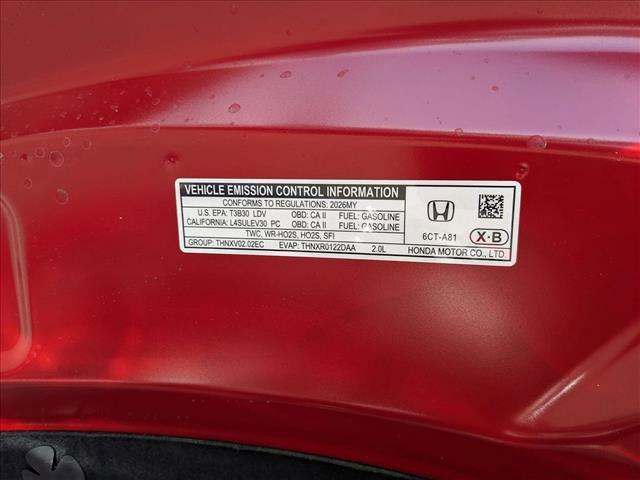 VEHICLE EMISSION CONTROL INFORMATION
CONFORMS TO REGULATIONS: 2026MY
U.S. EPA: T3B30 LDV OBD: CA II FUEL: GASOLINE
CALIFORNIA: L4SULEV30 PC OBD: CA II FUEL: GASOLINE
TWC, WR-HO2S, HO2S, SFI
GROUP: THNXV02.02EC EVAP: THNXR0122DAA 2.0L
6CT-A81 X·B
HONDA MOTOR CO., LTD.